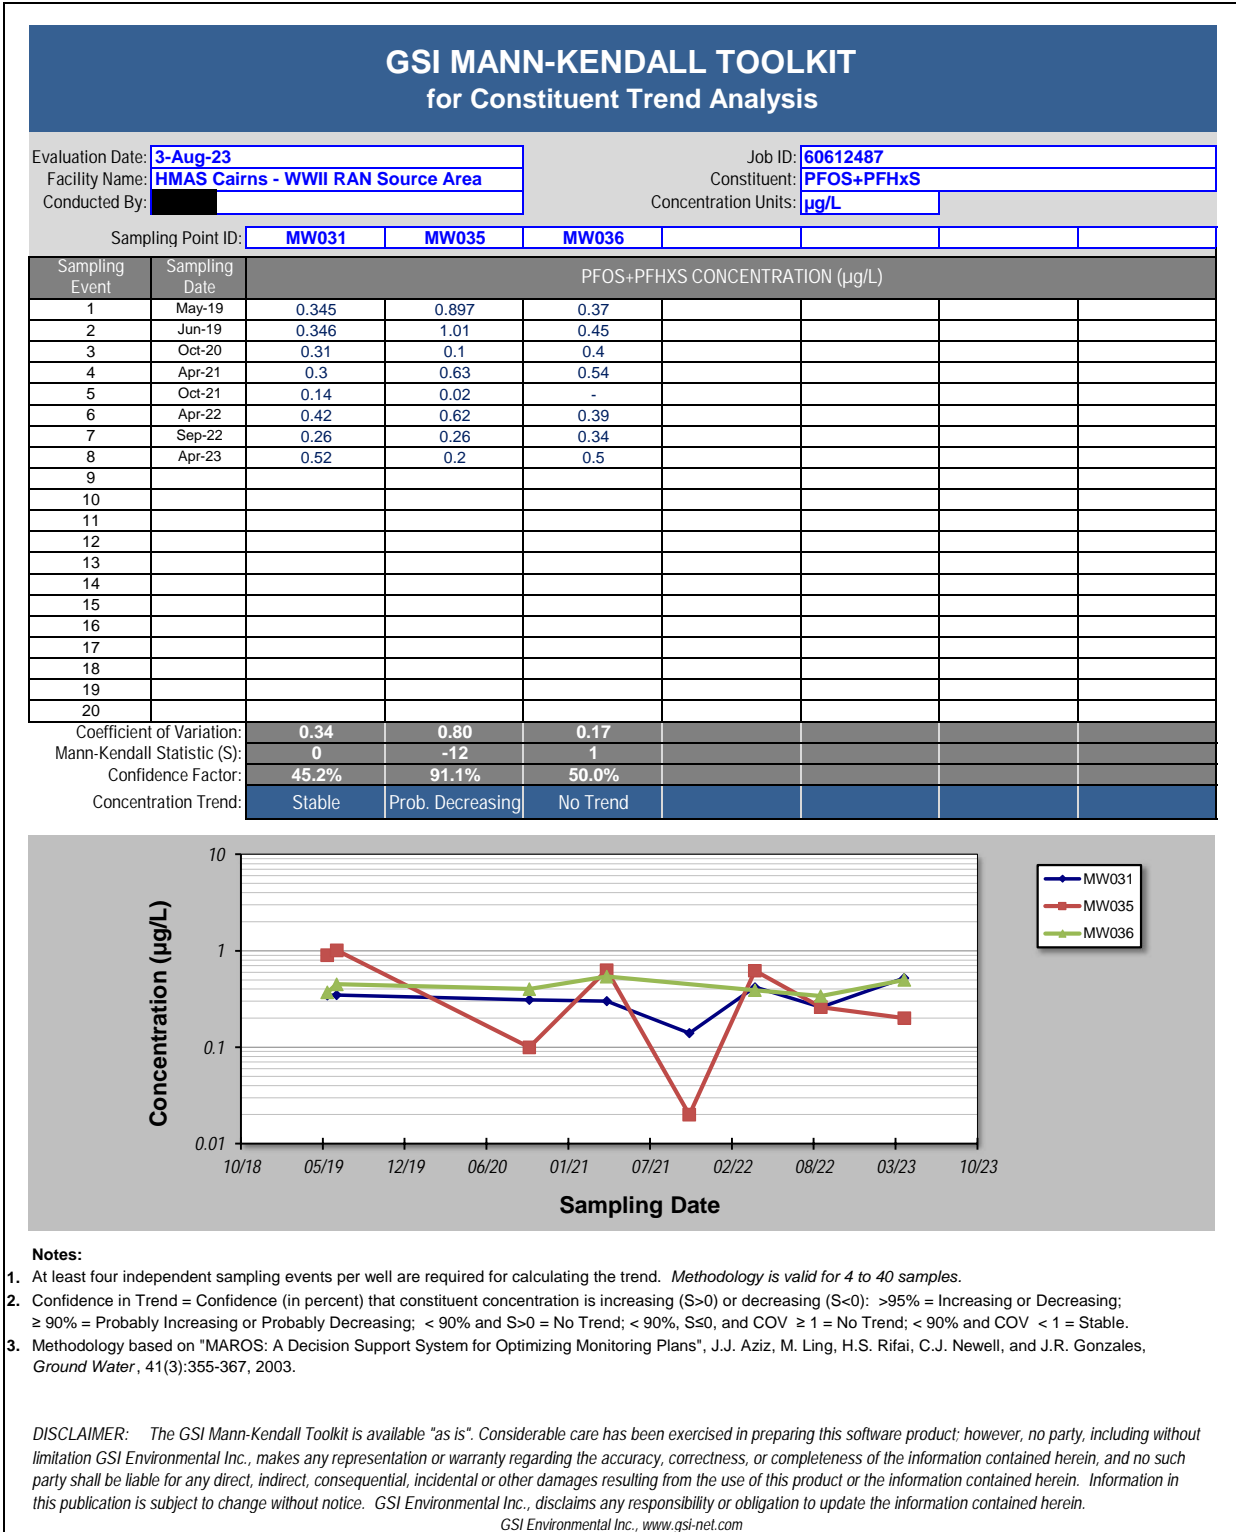 GSI MANN-KENDALL TOOLKIT
for Constituent Trend Analysis
Evaluation Date: 3-Aug-23 Job ID: 60612487
Facility Name: HMAS Cairns - WWII RAN Source Area Constituent: PFOS+PFHxS
Conducted By: Concentration Units: µg/L
Sampling Point ID: MW031 MW035 MW036
Sampling Event Sampling Date PFOS+PFHXS CONCENTRATION (µg/L)
1 May-19 0.345 0.897 0.37
2 Jun-19 0.346 1.01 0.45
3 Oct-20 0.31 0.1 0.4
4 Apr-21 0.3 0.63 0.54
5 Oct-21 0.14 0.02 -
6 Apr-22 0.42 0.62 0.39
7 Sep-22 0.26 0.26 0.34
8 Apr-23 0.52 0.2 0.5
9
10
11
12
13
14
15
16
17
18
19
20
Coefficient of Variation: 0.34 0.80 0.17
Mann-Kendall Statistic (S): 0 -12 1
Confidence Factor: 45.2% 91.1% 50.0%
Concentration Trend: Stable Prob. Decreasing No Trend
10
1
0.1
0.01
Concentration (µg/L)
10/18 05/19 12/19 06/20 01/21 07/21 02/22 08/22 03/23 10/23
Sampling Date
MW031
MW035
MW036
Notes:
1. At least four independent sampling events per well are required for calculating the trend. Methodology is valid for 4 to 40 samples.
2. Confidence in Trend = Confidence (in percent) that constituent concentration is increasing (S>0) or decreasing (S<0): >95% = Increasing or Decreasing;
≥ 90% = Probably Increasing or Probably Decreasing; < 90% and S>0 = No Trend; < 90%, S≤0, and COV ≥ 1 = No Trend; < 90% and COV < 1 = Stable.
3. Methodology based on "MAROS: A Decision Support System for Optimizing Monitoring Plans", J.J. Aziz, M. Ling, H.S. Rifai, C.J. Newell, and J.R. Gonzales,
Ground Water, 41(3):355-367, 2003.
DISCLAIMER: The GSI Mann-Kendall Toolkit is available "as is". Considerable care has been exercised in preparing this software product; however, no party, including without
limitation GSI Environmental Inc., makes any representation or warranty regarding the accuracy, correctness, or completeness of the information contained herein, and no such
party shall be liable for any direct, indirect, consequential, incidental or other damages resulting from the use of this product or the information contained herein. Information in
this publication is subject to change without notice. GSI Environmental Inc., disclaims any responsibility or obligation to update the information contained herein.
GSI Environmental Inc., www.gsi-net.com